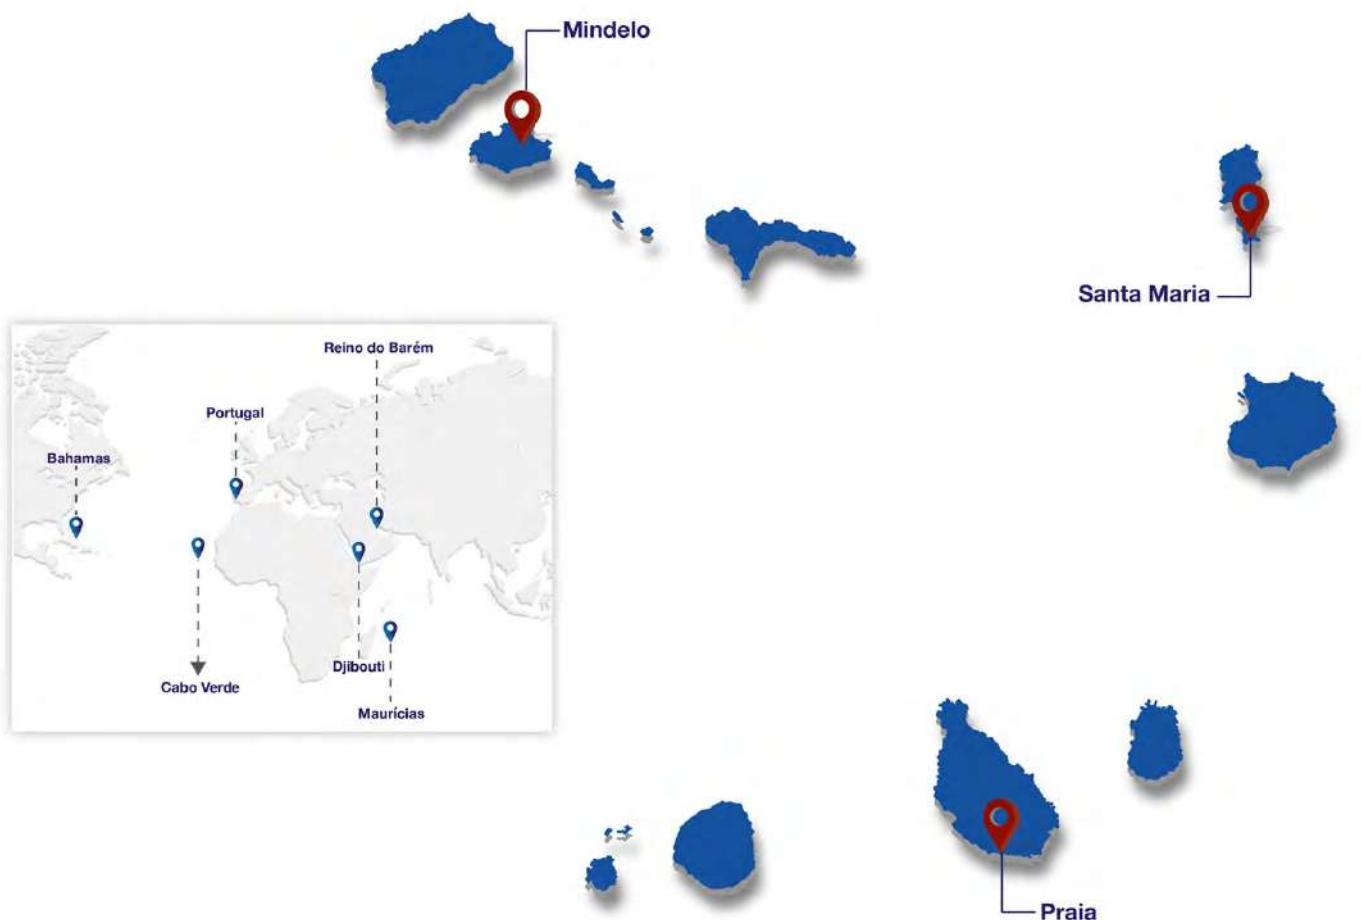 Mindelo
Santa Maria
Reino do Barém
Portugal
Bahamas
Djibouti
Cabo Verde
Maurícias
Praia